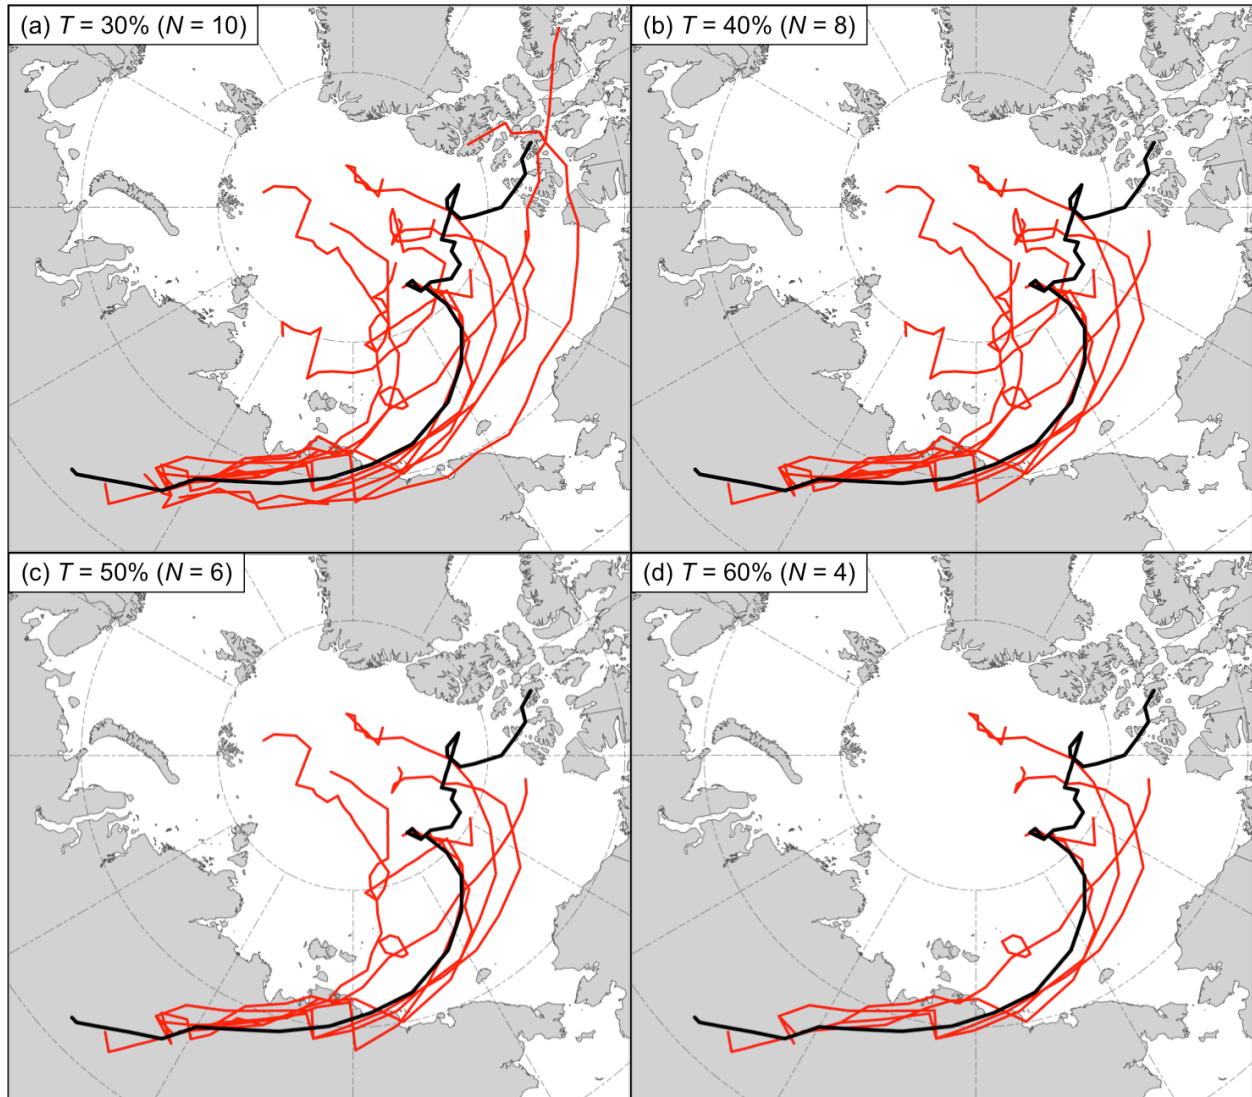 (a) T = 30% (N = 10)
(b) T = 40% (N = 8)
(c) T = 50% (N = 6)
(d) T = 60% (N = 4)